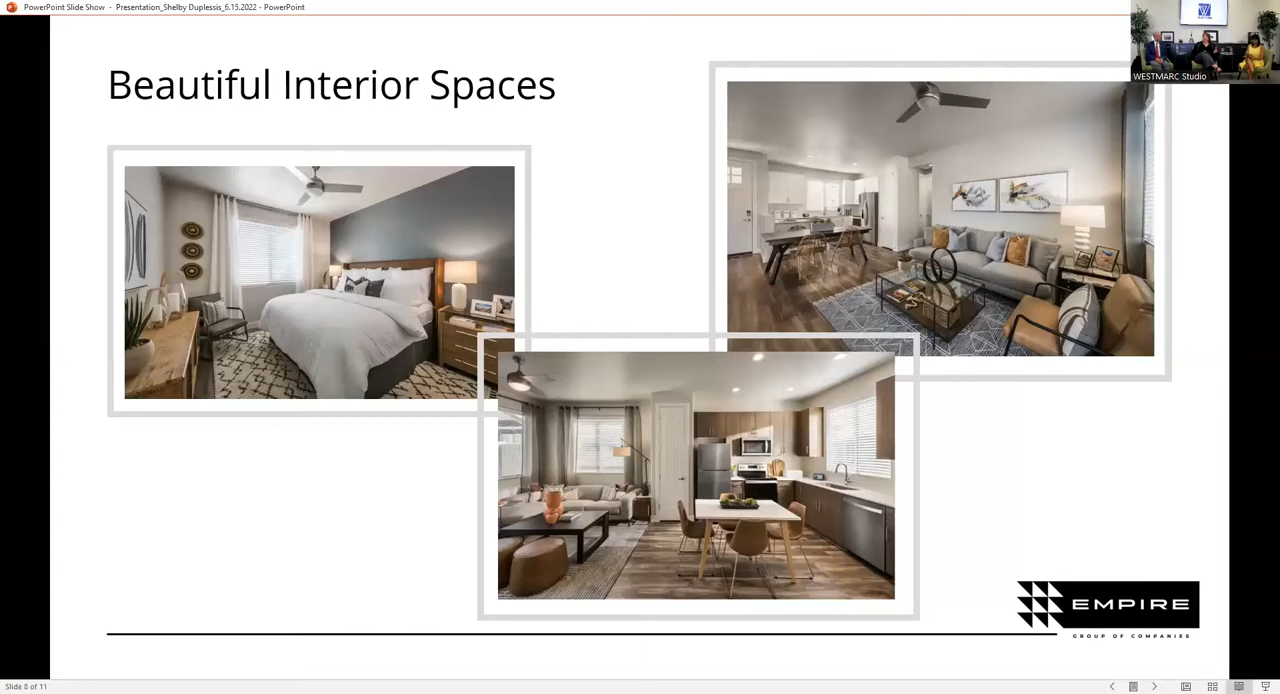 PowerPoint Slide Show - Presentation_Shelby Duplessis_6.15.2022 - PowerPoint
WESTMARC Studio
Beautiful Interior Spaces
EMPIRE
GROUP OF COMPANIES
Slide 8 of 11